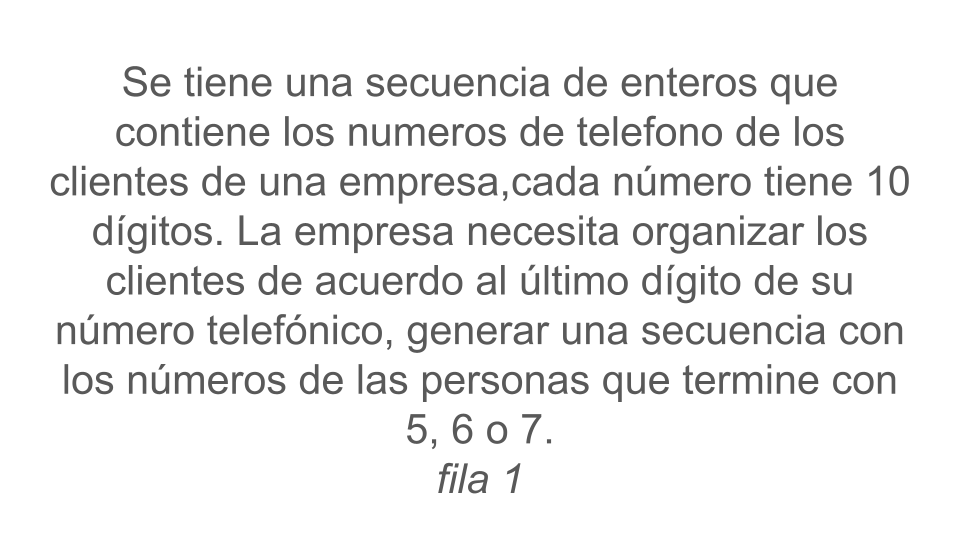 Se tiene una secuencia de enteros que
contiene los numeros de telefono de los
clientes de una empresa,cada número tiene 10
dígitos. La empresa necesita organizar los
clientes de acuerdo al último dígito de su
número telefónico, generar una secuencia con
los números de las personas que termine con
5, 6 o 7.
fila 1